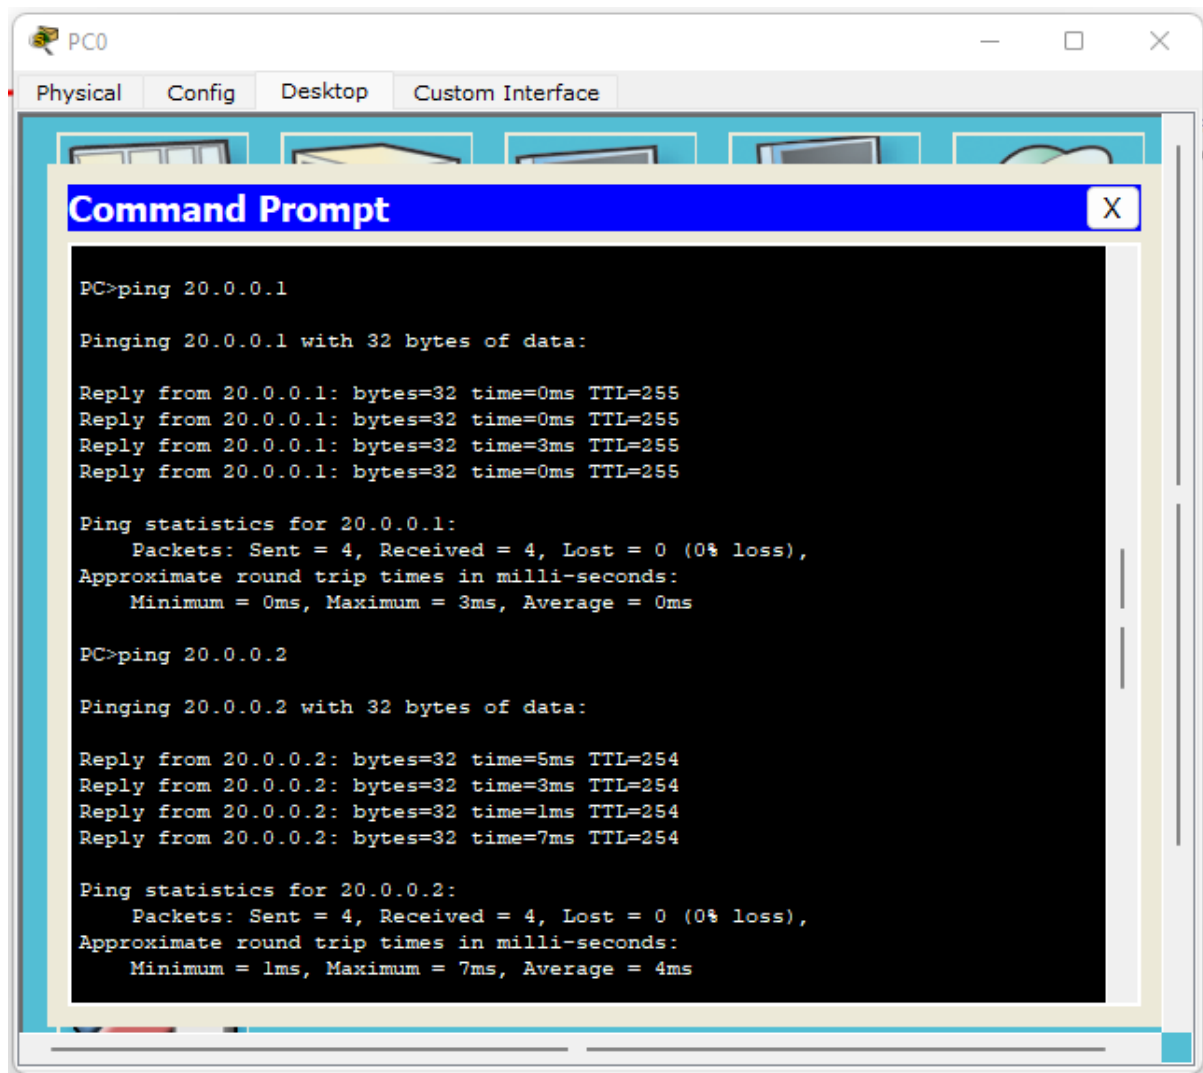 PC0
Physical Config Desktop Custom Interface
Command Prompt X
PC>ping 20.0.0.1
Pinging 20.0.0.1 with 32 bytes of data:
Reply from 20.0.0.1: bytes=32 time=0ms TTL=255
Reply from 20.0.0.1: bytes=32 time=0ms TTL=255
Reply from 20.0.0.1: bytes=32 time=3ms TTL=255
Reply from 20.0.0.1: bytes=32 time=0ms TTL=255
Ping statistics for 20.0.0.1:
Packets: Sent = 4, Received = 4, Lost = 0 (0% loss),
Approximate round trip times in milli-seconds:
Minimum = 0ms, Maximum = 3ms, Average = 0ms
PC>ping 20.0.0.2
Pinging 20.0.0.2 with 32 bytes of data:
Reply from 20.0.0.2: bytes=32 time=5ms TTL=254
Reply from 20.0.0.2: bytes=32 time=3ms TTL=254
Reply from 20.0.0.2: bytes=32 time=1ms TTL=254
Reply from 20.0.0.2: bytes=32 time=7ms TTL=254
Ping statistics for 20.0.0.2:
Packets: Sent = 4, Received = 4, Lost = 0 (0% loss),
Approximate round trip times in milli-seconds:
Minimum = 1ms, Maximum = 7ms, Average = 4ms